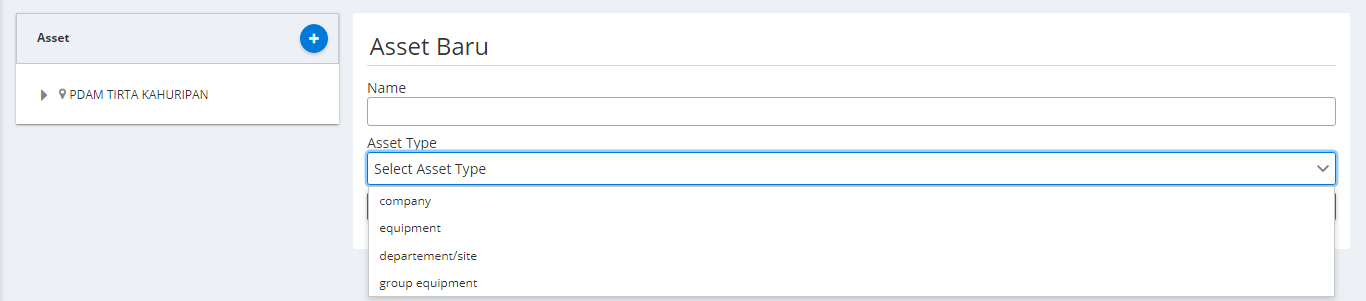 Asset
+
PDAM TIRTA KAHURIPAN
Asset Baru
Name
Asset Type
Select Asset Type
company
equipment
departement/site
group equipment